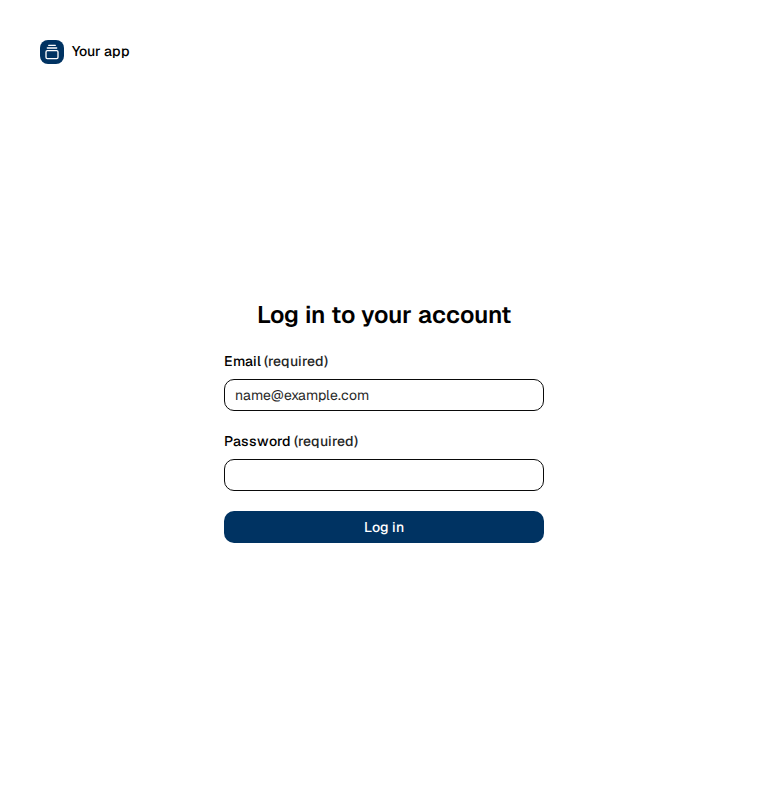 Your app
Log in to your account
Email (required)
name@example.com
Password (required)
Log in